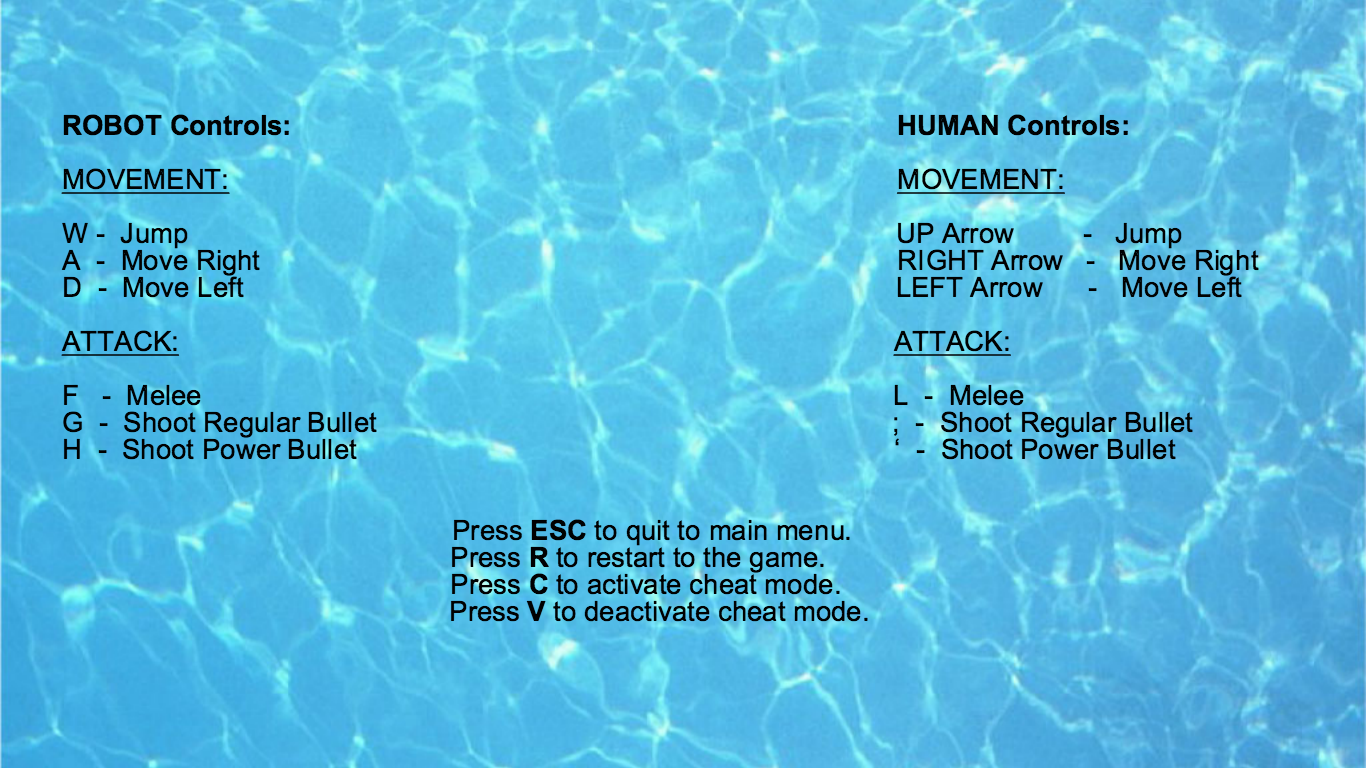 ROBOT Controls:
MOVEMENT:
W - Jump
A - Move Right
D - Move Left
ATTACK:
F - Melee
G - Shoot Regular Bullet
H - Shoot Power Bullet
HUMAN Controls:
MOVEMENT:
UP Arrow - Jump
RIGHT Arrow - Move Right
LEFT Arrow - Move Left
ATTACK:
L - Melee
; - Shoot Regular Bullet
‘ - Shoot Power Bullet
Press ESC to quit to main menu.
Press R to restart to the game.
Press C to activate cheat mode.
Press V to deactivate cheat mode.